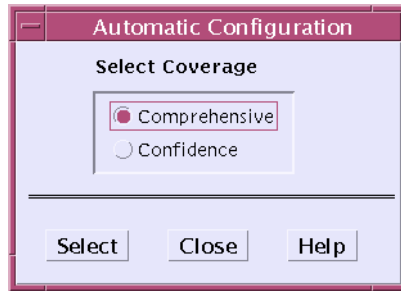 Automatic Configuration
Select Coverage
Comprehensive
Confidence
Select Close Help